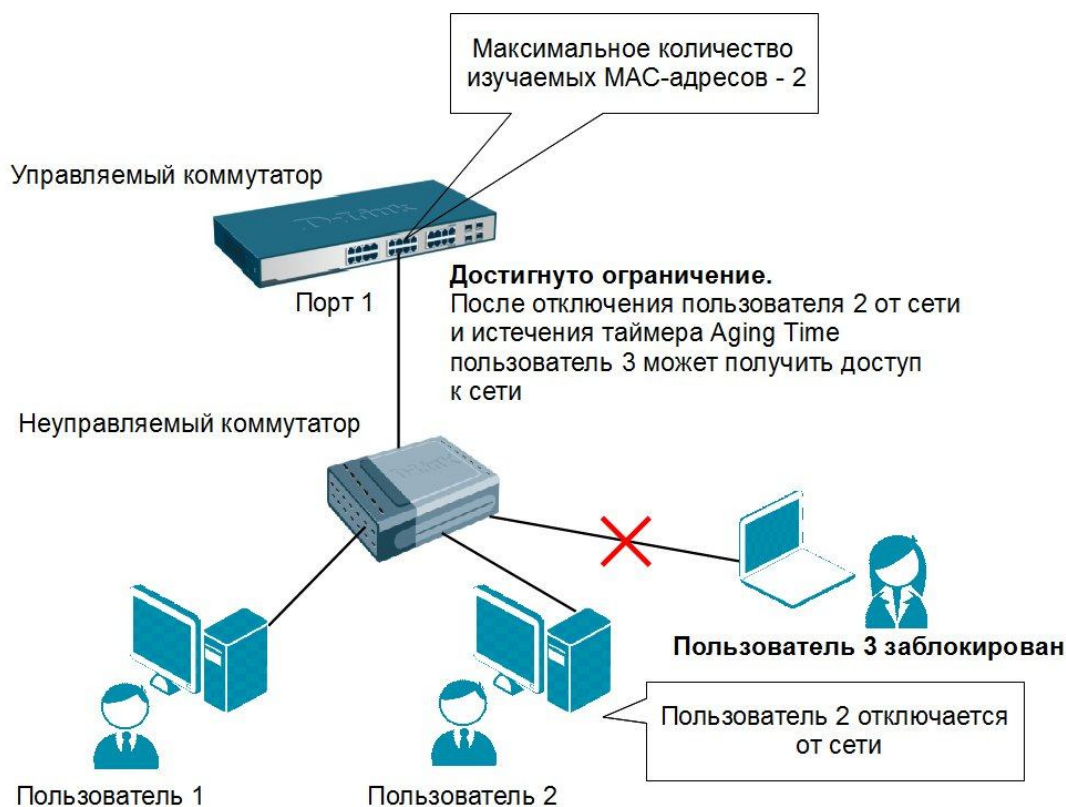 Максимальное количество
изучаемых MAC-адресов - 2
Управляемый коммутатор
D-Link
Порт 1
Достигнуто ограничение.
После отключения пользователя 2 от сети
и истечения таймера Aging Time
пользователь 3 может получить доступ
к сети
Неуправляемый коммутатор
D-Link
Пользователь 3 заблокирован
Пользователь 2 отключается
от сети
Пользователь 1
Пользователь 2